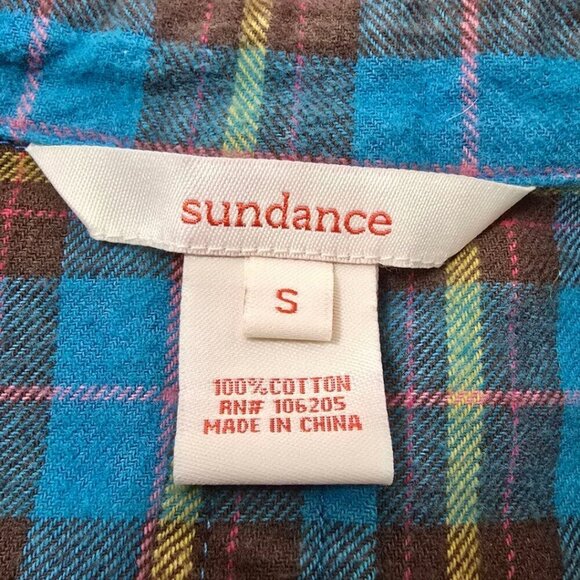 sundance
S
100%COTTON
RN# 106205
MADE IN CHINA